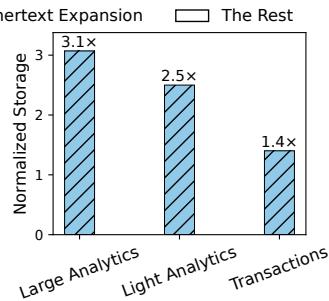 hertext Expansion The Rest
3.1×
2.5×
1.4×
Normalized Storage
3
2
1
0
Large Analytics
Light Analytics
Transactions